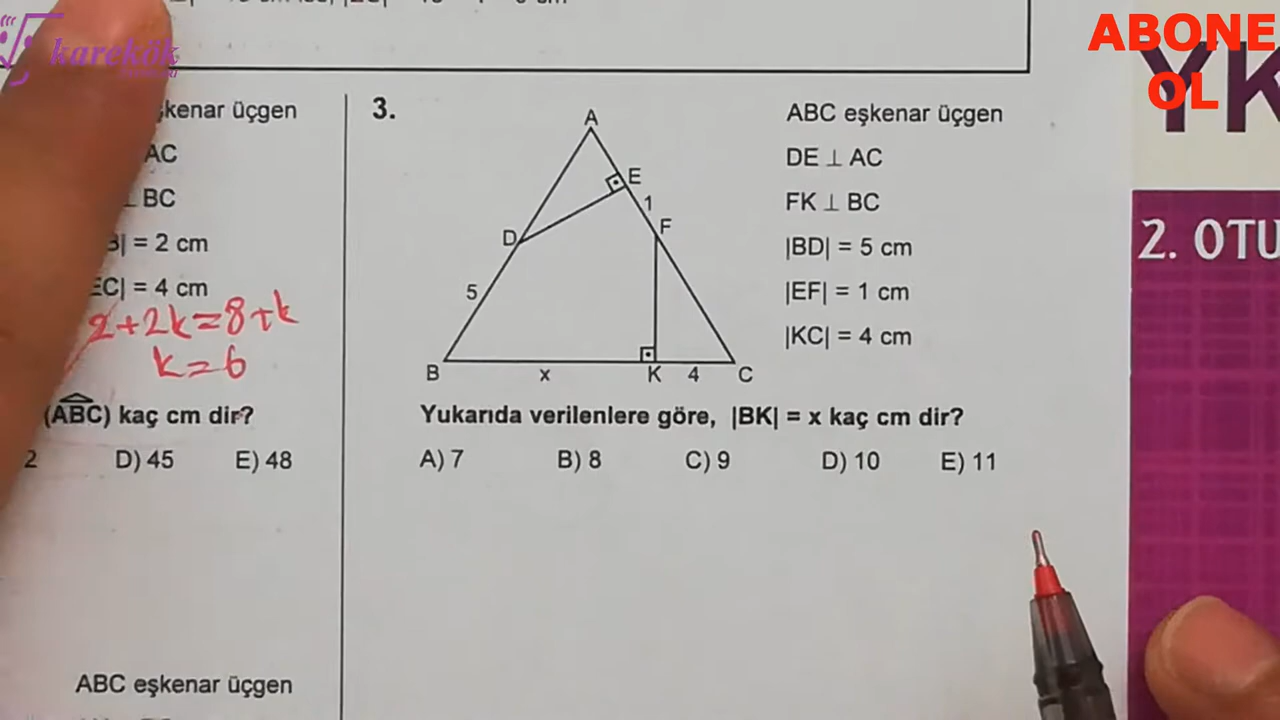 karekök
ABONE
OL
YK
2. OTU
kenar üçgen
AC
⊥ BC
| = 2 cm
EC| = 4 cm
2+2k=8+k
k=6
(ABC) kaç cm dir?
2 D) 45 E) 48
ABC eşkenar üçgen
3.
A
E
1
F
D
5
B
x
K
4
C
ABC eşkenar üçgen
DE ⊥ AC
FK ⊥ BC
|BD| = 5 cm
|EF| = 1 cm
|KC| = 4 cm
Yukarıda verilenlere göre, |BK| = x kaç cm dir?
A) 7 B) 8 C) 9 D) 10 E) 11